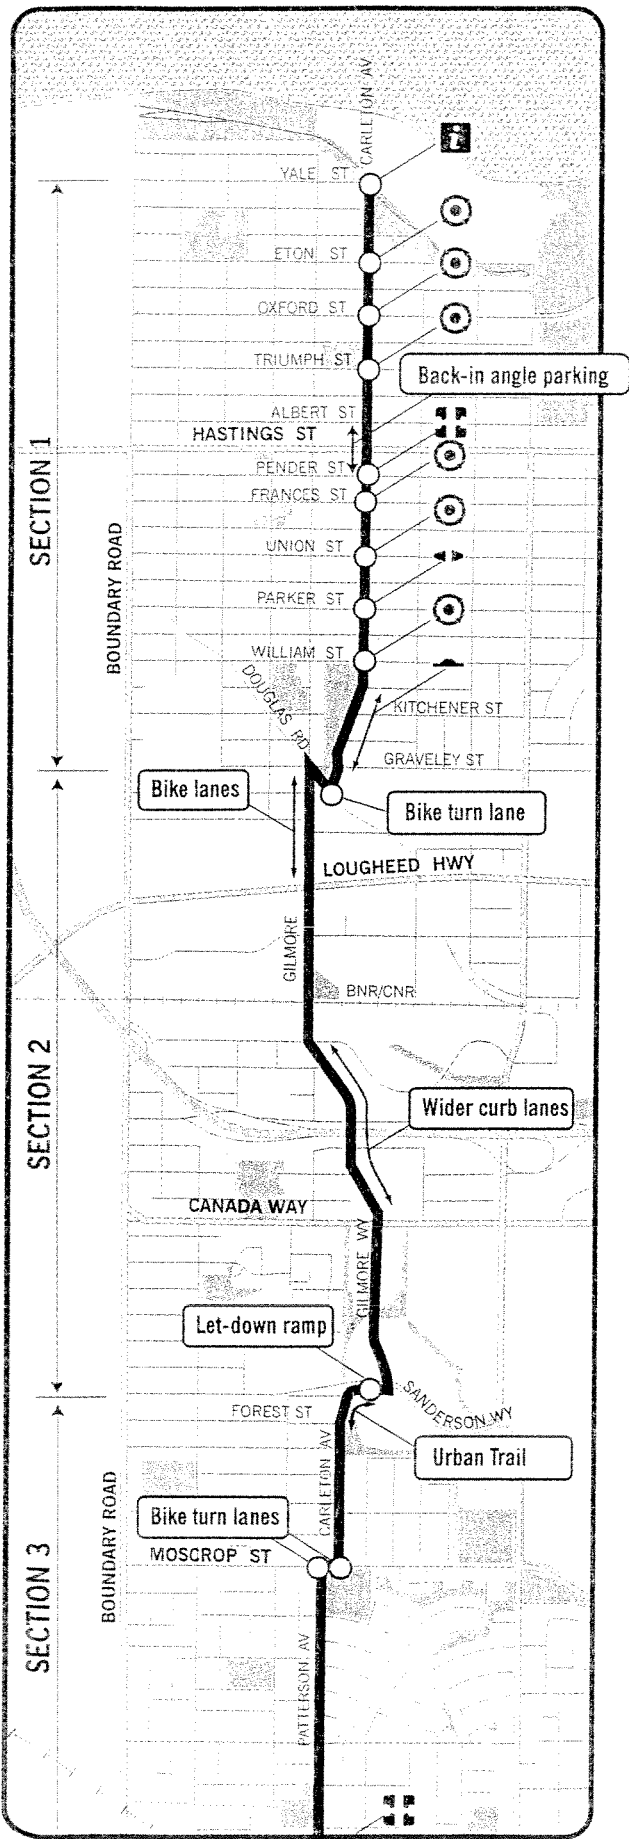 CARLETON AV
i
YALE ST
ETON ST
OXFORD ST
TRIUMPH ST
Back-in angle parking
ALBERT ST
HASTINGS ST
PENDER ST
FRANCES ST
SECTION 1
UNION ST
BOUNDARY ROAD
PARKER ST
WILLIAM ST
DOUGLAS RD
KITCHENER ST
GRAVELEY ST
Bike lanes
Bike turn lane
LOUGHEED HWY
GILMORE
BNR/CNR
SECTION 2
Wider curb lanes
CANADA WAY
GILMORE WY
Let-down ramp
SANDERSON WY
FOREST ST
Urban Trail
CARLETON AV
BOUNDARY ROAD
Bike turn lanes
MOSCROP ST
SECTION 3
PATTERSON AV